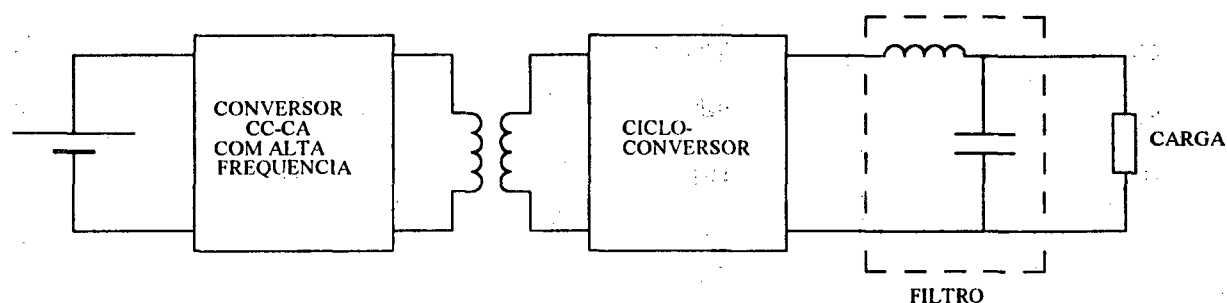 CONVERSOR
CC-CA
COM ALTA
FREQUENCIA
CICLO-
CONVERSOR
CARGA
FILTRO